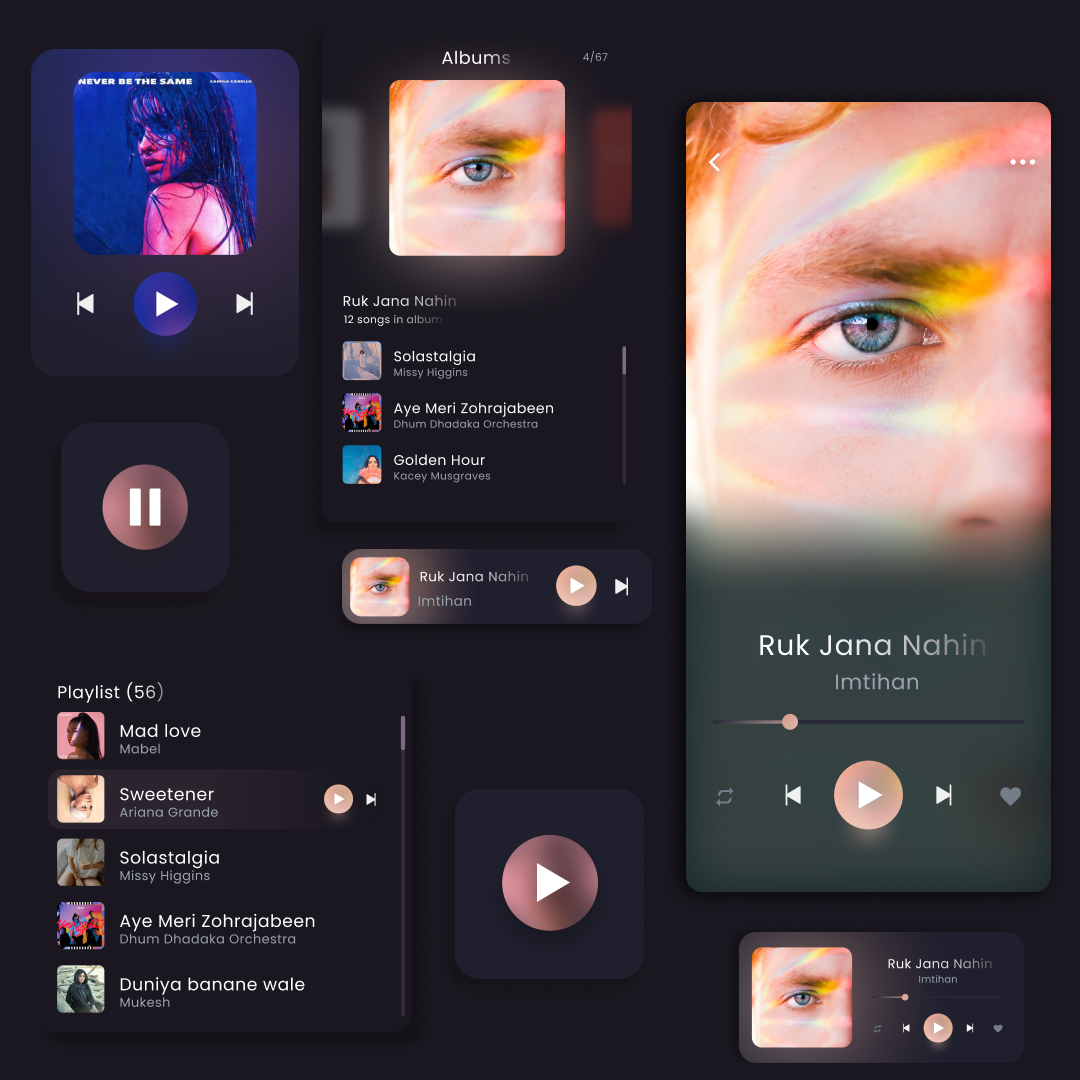 NEVER BE THE SAME
CAMILA CABELLO
Albums
4/67
Ruk Jana Nahin
12 songs in album
Solastalgia
Missy Higgins
Aye Meri Zohrajabeen
Dhum Dhadaka Orchestra
Golden Hour
Kacey Musgraves
Ruk Jana Nahin
Imtihan
Ruk Jana Nahin
Imtihan
Playlist (56)
Mad love
Mabel
Sweetener
Ariana Grande
Solastalgia
Missy Higgins
Aye Meri Zohrajabeen
Dhum Dhadaka Orchestra
Duniya banane wale
Mukesh
Ruk Jana Nahin
Imtihan